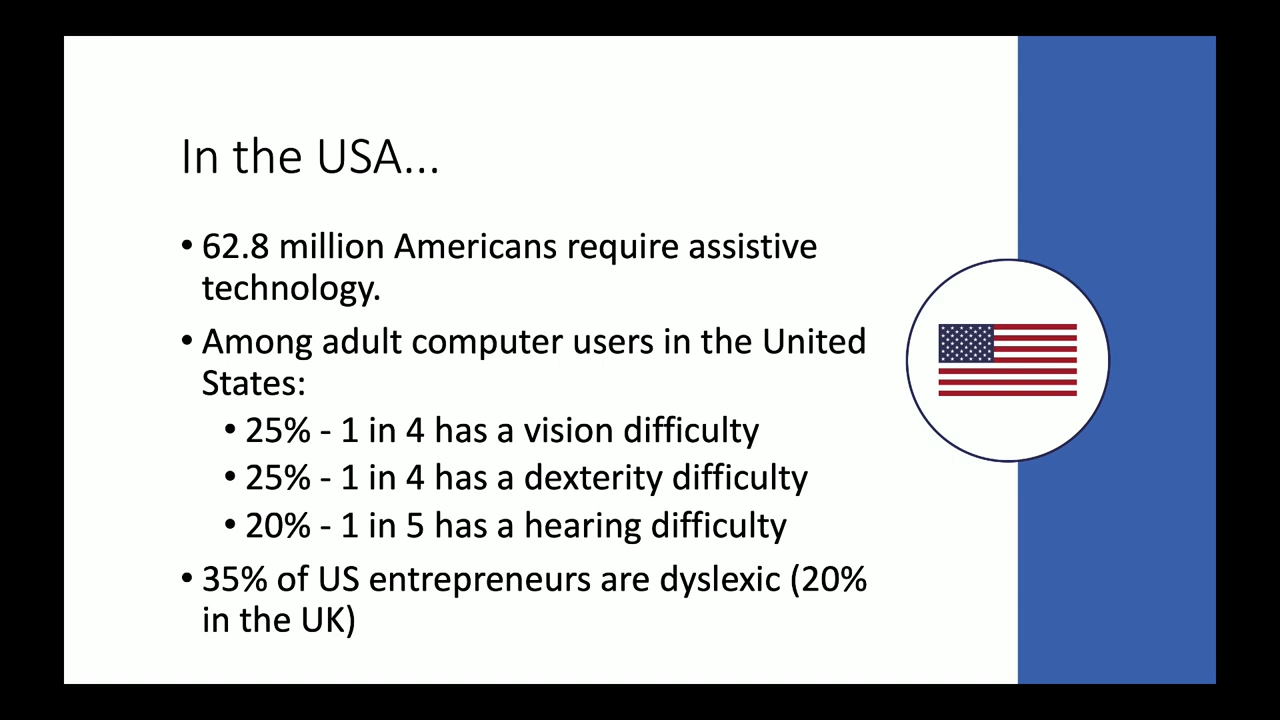 In the USA...
• 62.8 million Americans require assistive
technology.
• Among adult computer users in the United
States:
• 25% - 1 in 4 has a vision difficulty
• 25% - 1 in 4 has a dexterity difficulty
• 20% - 1 in 5 has a hearing difficulty
• 35% of US entrepreneurs are dyslexic (20%
in the UK)